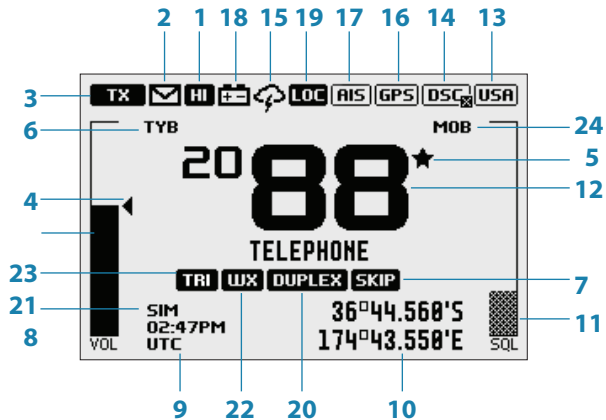 2 1 18 15 19 17 16 14 13
3 TX HI LOC AIS GPS DSC USA
6 TYB MOB 24
20 88 5
4 12
TELEPHONE
23 TRI WX DUPLEX SKIP 7
21 SIM 36°44.560'S
8 02:47PM 11
VOL UTC 174°43.550'E SQL
9 22 20 10